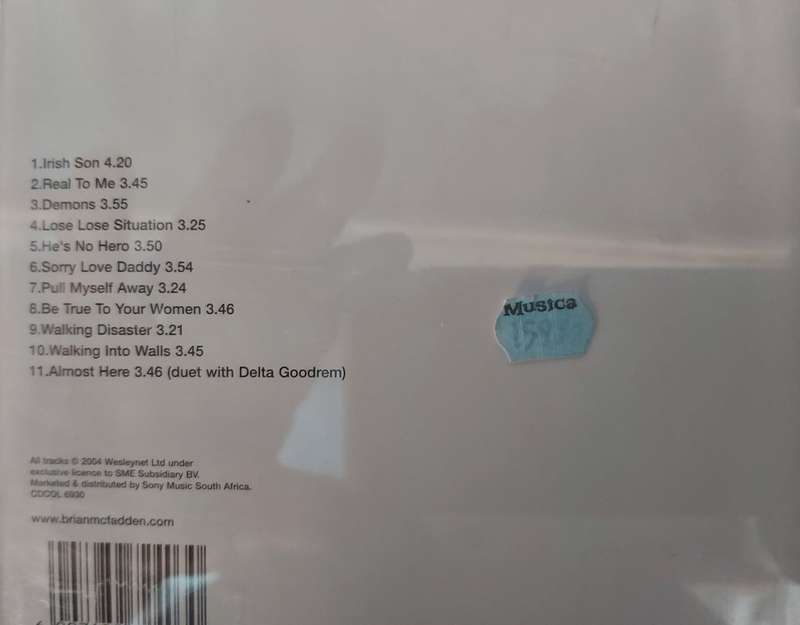 1.Irish Son 4.20
2.Real To Me 3.45
3.Demons 3.55
4.Lose Lose Situation 3.25
5.He's No Hero 3.50
6.Sorry Love Daddy 3.54
7.Pull Myself Away 3.24
8.Be True To Your Women 3.46
9.Walking Disaster 3.21
10.Walking Into Walls 3.45
11.Almost Here 3.46 (duet with Delta Goodrem)
Musica
All tracks © 2004 Wesleynet Ltd under
exclusive licence to SME Subsidiary BV.
Marketed & distributed by Sony Music South Africa.
CDCOL 6930
www.brianmcfadden.com